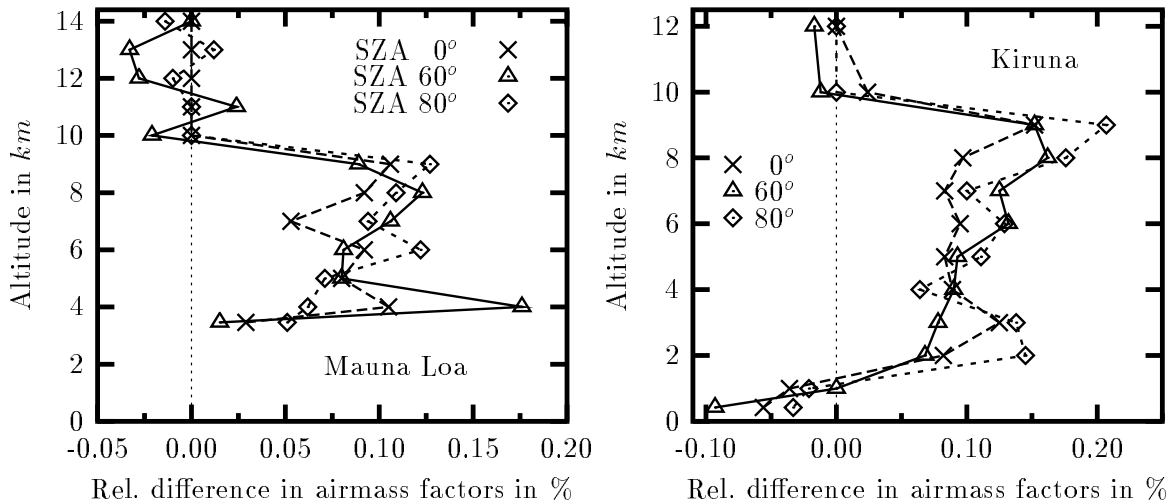 14
12
10
8
6
4
2
0
Altitude in km
SZA 0°
SZA 60°
SZA 80°
Mauna Loa
-0.05 0.00 0.05 0.10 0.15 0.20
Rel. difference in airmass factors in %
12
10
8
6
4
2
0
Altitude in km
Kiruna
0°
60°
80°
-0.10 0.00 0.10 0.20
Rel. difference in airmass factors in %